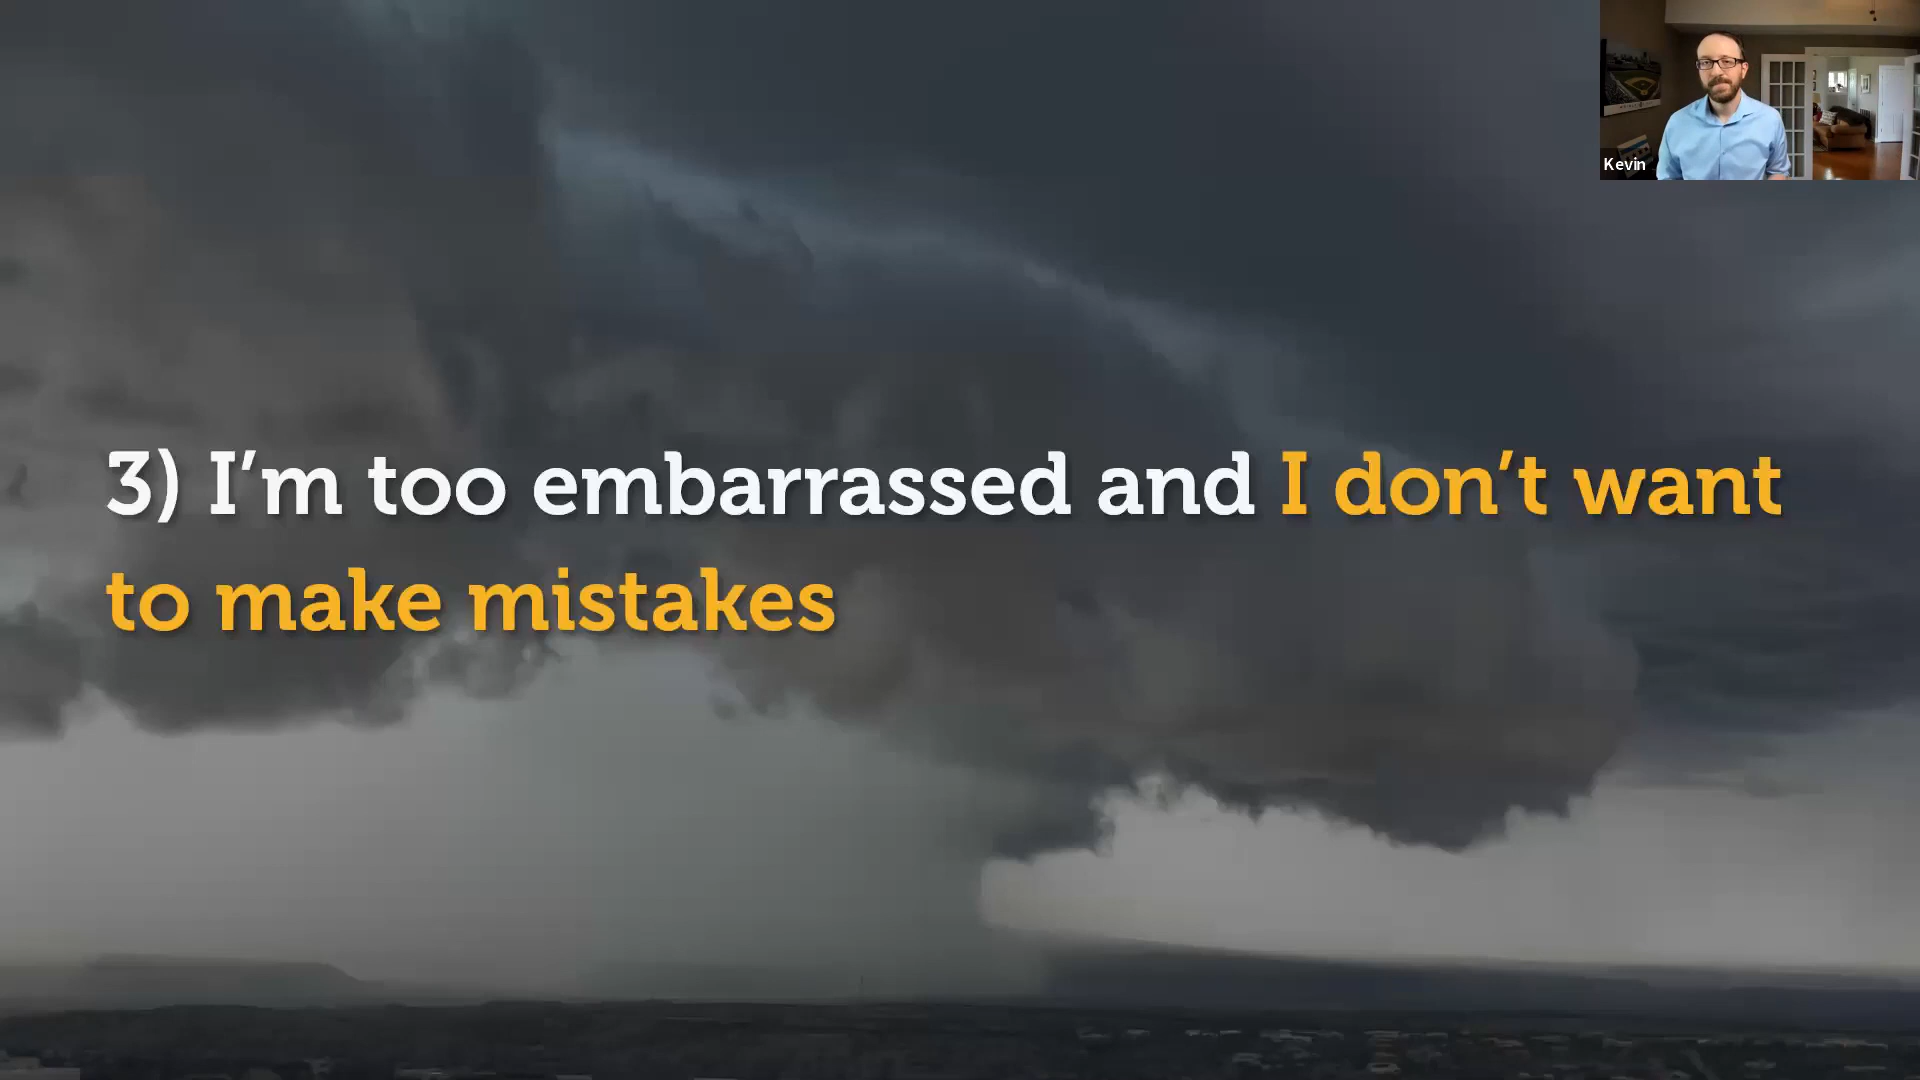 Kevin
3) I’m too embarrassed and I don’t want
to make mistakes